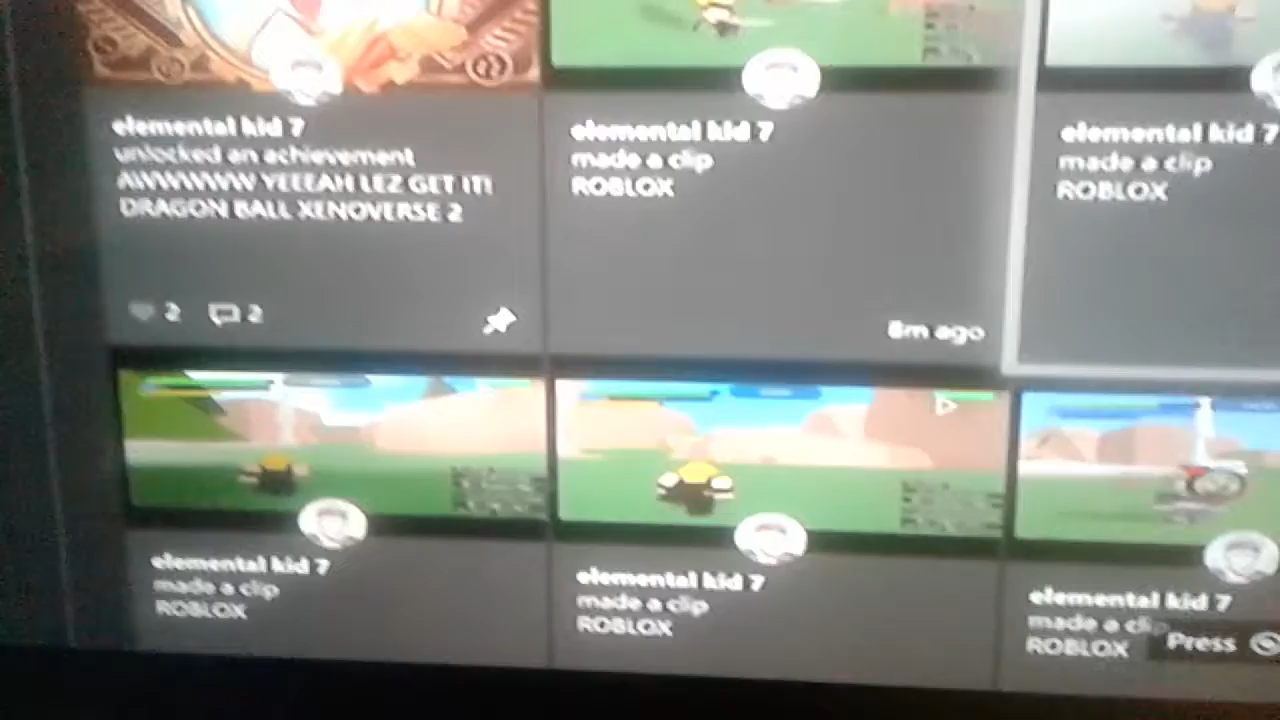 elemental kid 7
unlocked an achievement
AWWWWW YEEEAH LEZ GET IT!
DRAGON BALL XENOVERSE 2
2 2
elemental kid 7
made a clip
ROBLOX
8m ago
elemental kid 7
made a clip
ROBLOX
elemental kid 7
made a clip
ROBLOX
elemental kid 7
made a clip
ROBLOX
elemental kid 7
made a clip
ROBLOX
Press